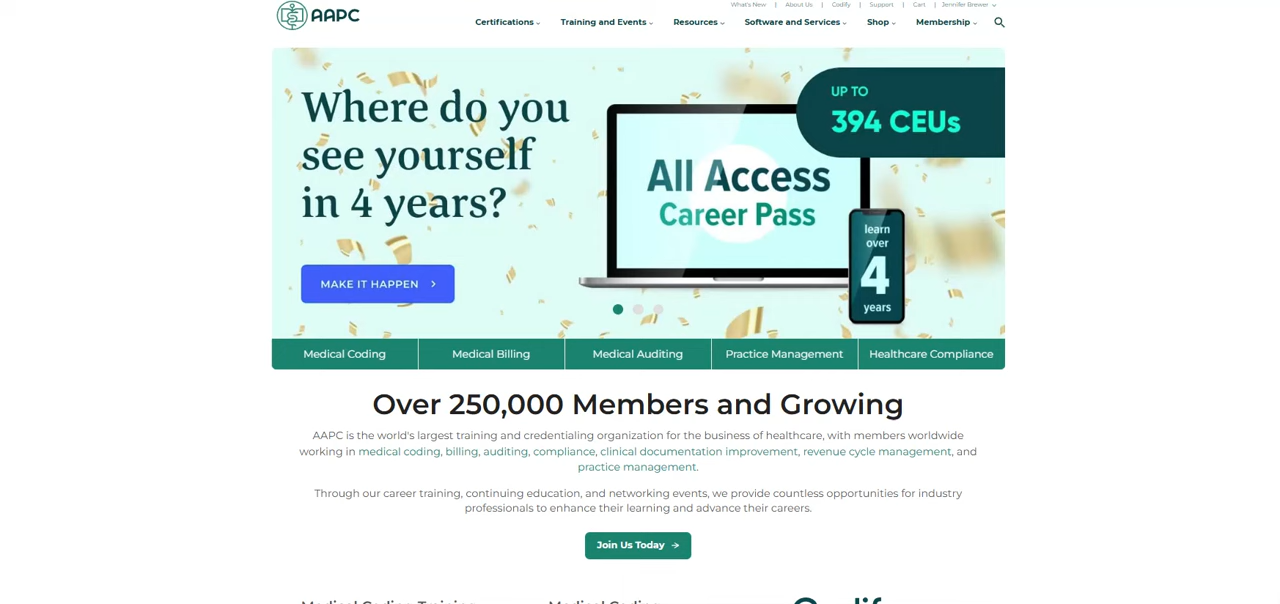 AAPC
What's New | About Us | Codify | Support | Cart | Jennifer Brewer
Certifications Training and Events Resources Software and Services Shop Membership
Where do you
see yourself
in 4 years?
MAKE IT HAPPEN
All Access
Career Pass
UP TO
394 CEUs
learn
over
4
years
Medical Coding Medical Billing Medical Auditing Practice Management Healthcare Compliance
Over 250,000 Members and Growing
AAPC is the world's largest training and credentialing organization for the business of healthcare, with members worldwide
working in medical coding, billing, auditing, compliance, clinical documentation improvement, revenue cycle management, and
practice management.
Through our career training, continuing education, and networking events, we provide countless opportunities for industry
professionals to enhance their learning and advance their careers.
Join Us Today →
Medical Coding Training Medical Coding Codify